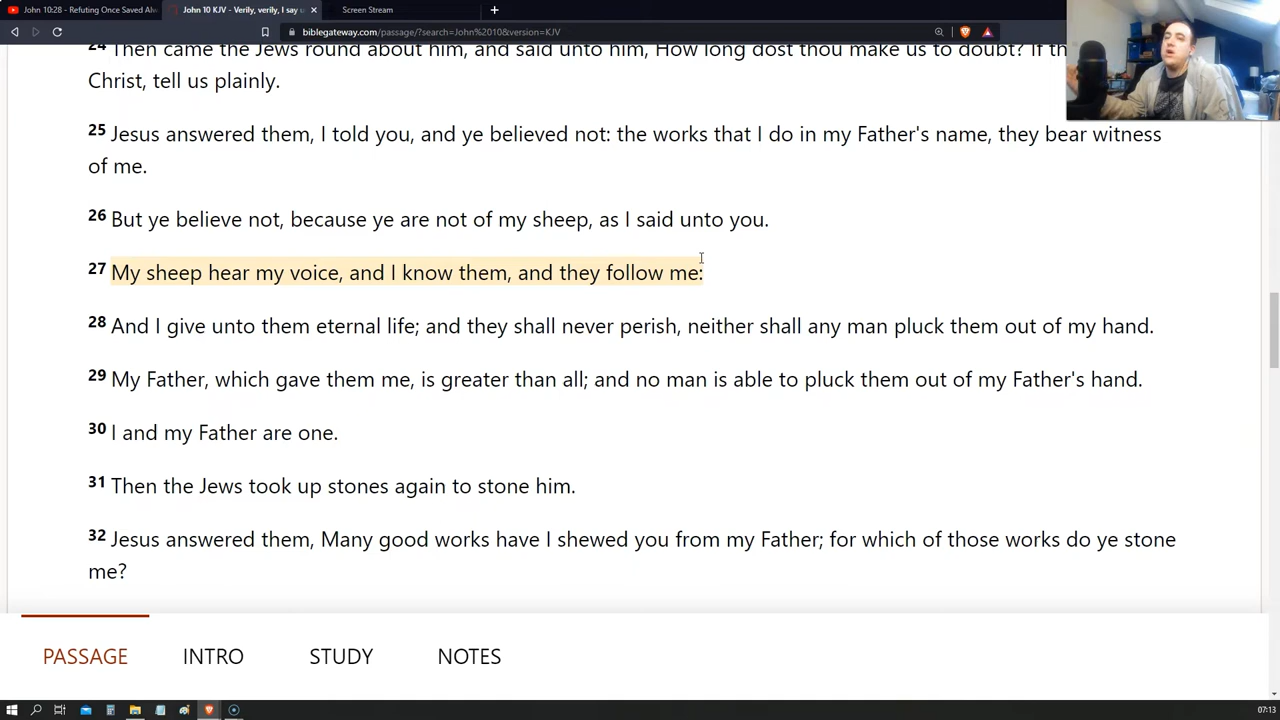 John 10:28 - Refuting Once Saved Alw
John 10 KJV - Verily, verily, I say u
Screen Stream
biblegateway.com/passage/?search=John%2010&version=KJV
24 Then came the Jews round about him, and said unto him, How long dost thou make us to doubt? If
Christ, tell us plainly.
25 Jesus answered them, I told you, and ye believed not: the works that I do in my Father's name, they bear witness
of me.
26 But ye believe not, because ye are not of my sheep, as I said unto you.
27 My sheep hear my voice, and I know them, and they follow me:
28 And I give unto them eternal life; and they shall never perish, neither shall any man pluck them out of my hand.
29 My Father, which gave them me, is greater than all; and no man is able to pluck them out of my Father's hand.
30 I and my Father are one.
31 Then the Jews took up stones again to stone him.
32 Jesus answered them, Many good works have I shewed you from my Father; for which of those works do ye stone
me?
PASSAGE INTRO STUDY NOTES
07:13